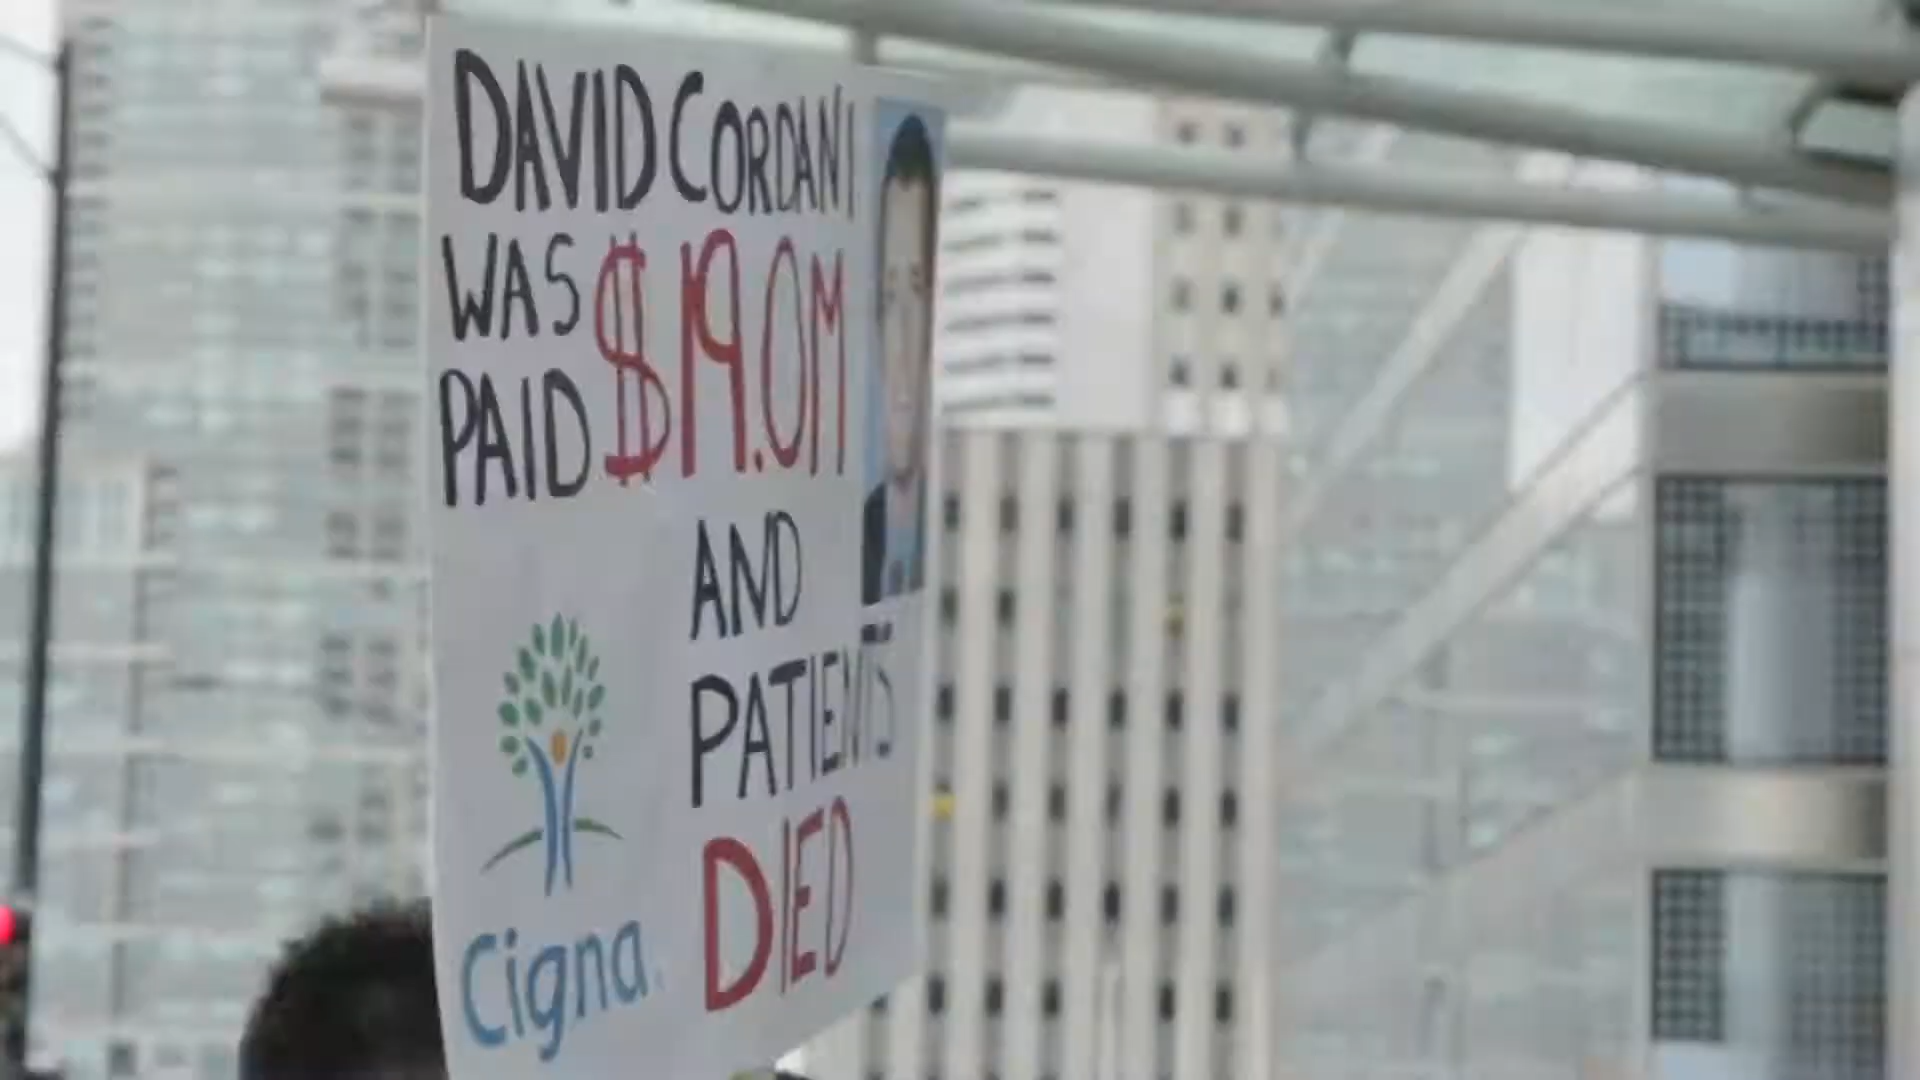 DAVID CORDANI
WAS $19.0M
PAID
AND
PATIENTS
DIED
Cigna